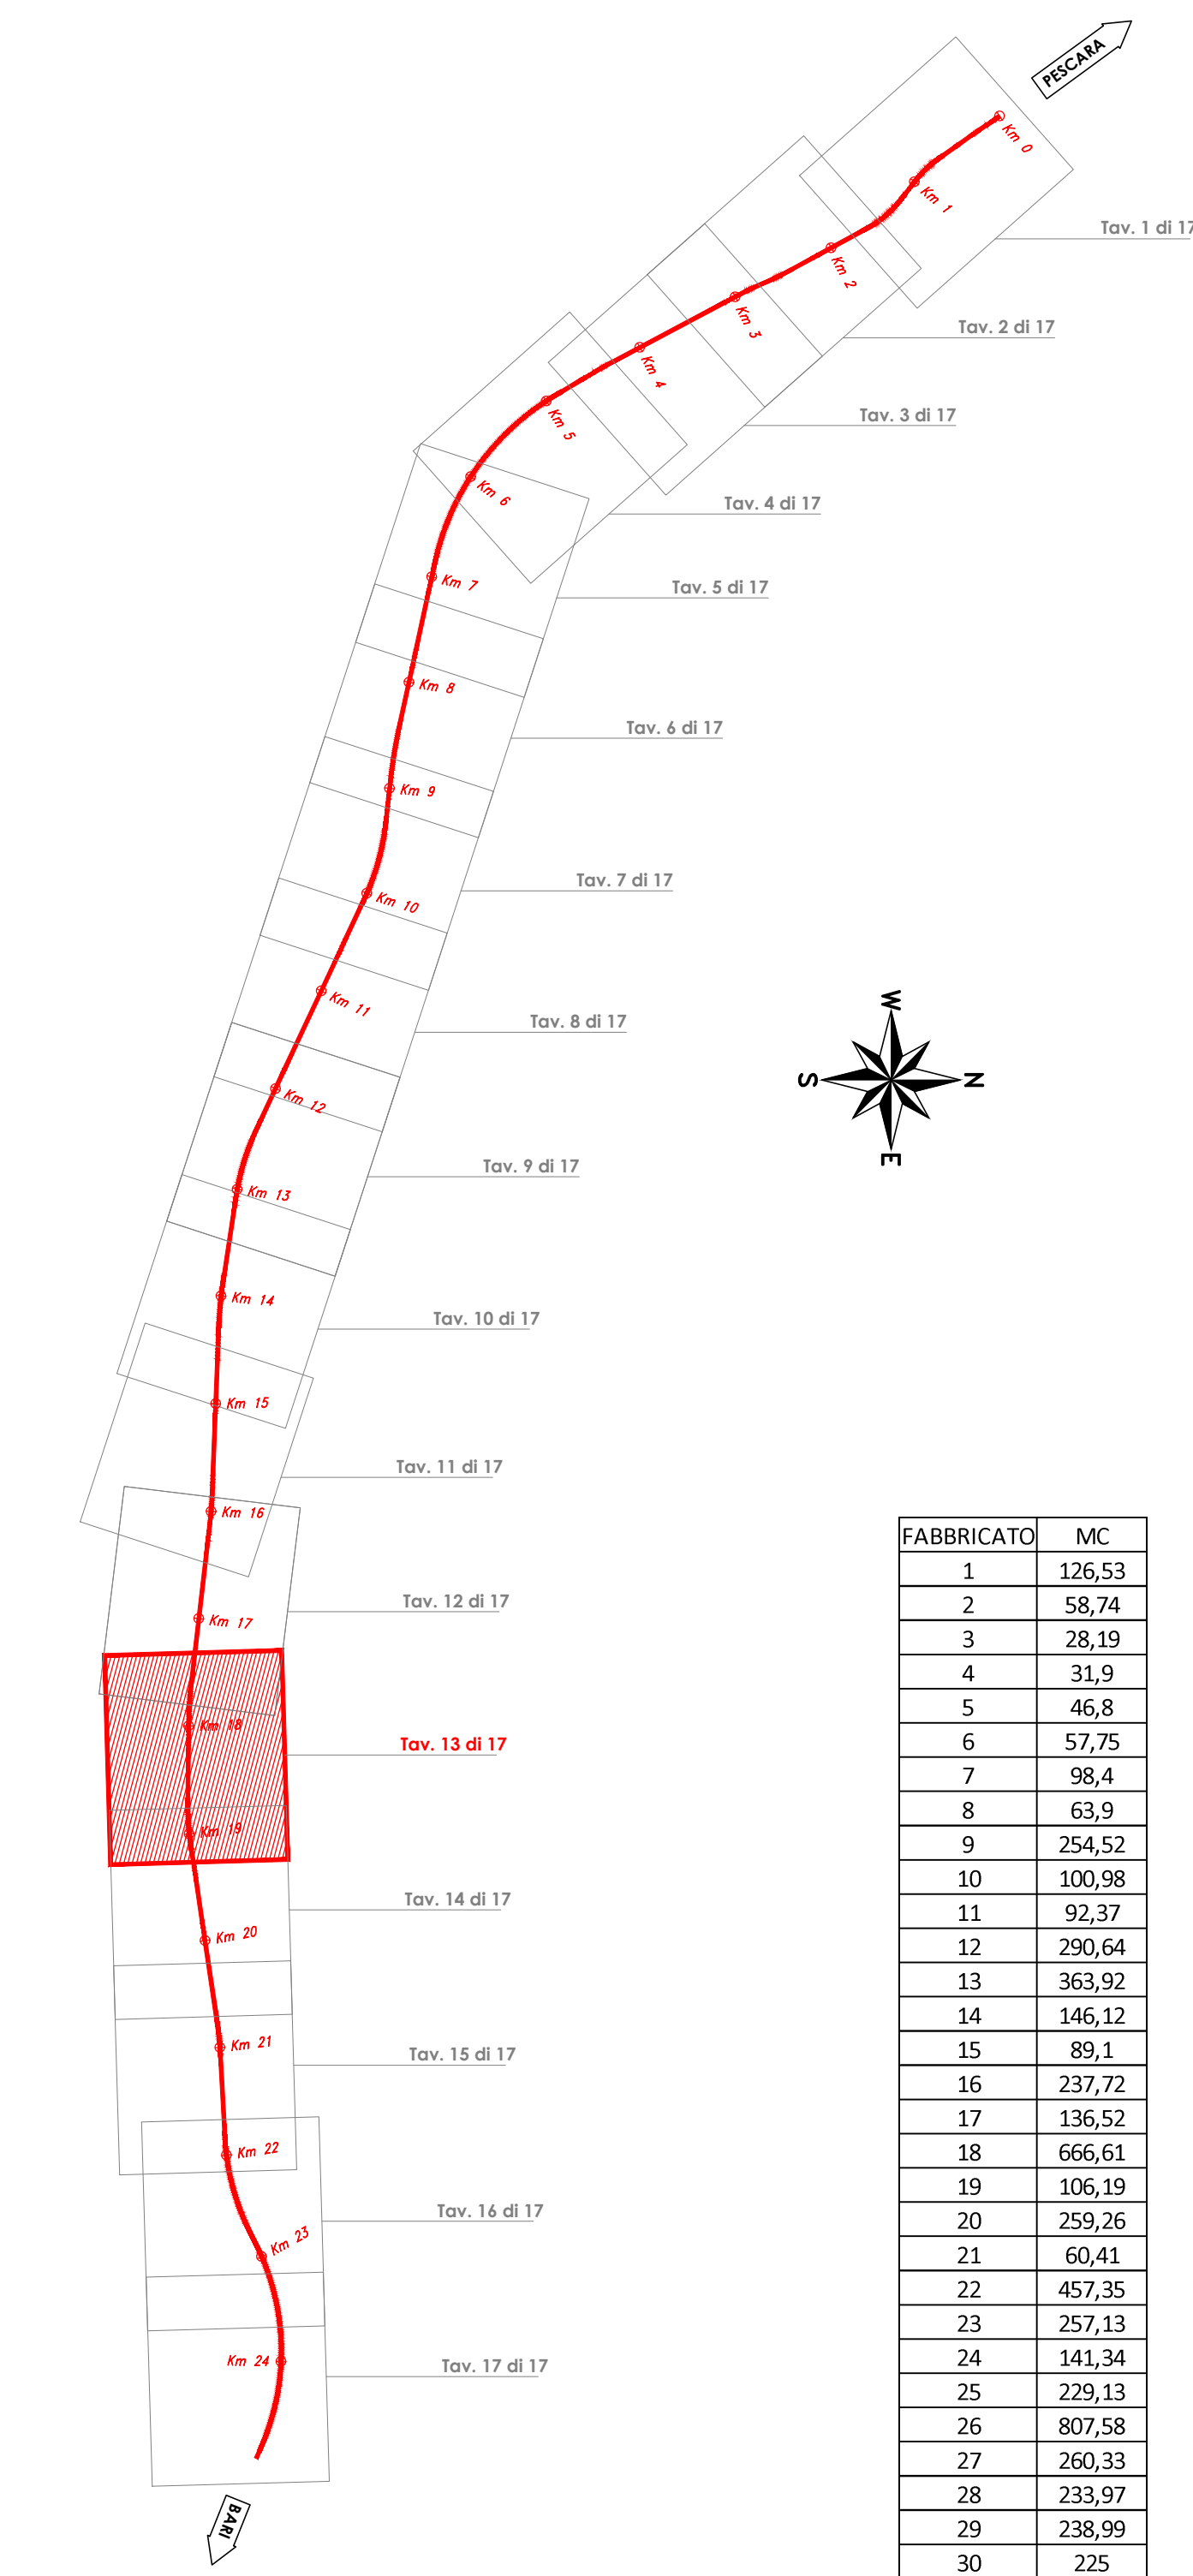 PESCARA
Km 0
Km 1
Tav. 1 di 17
Km 2
Km 3
Tav. 2 di 17
Km 4
Tav. 3 di 17
Km 5
Km 6
Tav. 4 di 17
Km 7
Tav. 5 di 17
Km 8
Tav. 6 di 17
Km 9
Tav. 7 di 17
Km 10
W
Km 11
Tav. 8 di 17
S
N
Km 12
E
Tav. 9 di 17
Km 13
Km 14
Tav. 10 di 17
Km 15
Tav. 11 di 17
Km 16
Tav. 12 di 17
Km 17
Km 18
Tav. 13 di 17
Km 19
Tav. 14 di 17
Km 20
Km 21
Tav. 15 di 17
Km 22
Tav. 16 di 17
Km 23
Km 24
Tav. 17 di 17
BARI
FABBRICATO MC
1 126,53
2 58,74
3 28,19
4 31,9
5 46,8
6 57,75
7 98,4
8 63,9
9 254,52
10 100,98
11 92,37
12 290,64
13 363,92
14 146,12
15 89,1
16 237,72
17 136,52
18 666,61
19 106,19
20 259,26
21 60,41
22 457,35
23 257,13
24 141,34
25 229,13
26 807,58
27 260,33
28 233,97
29 238,99
30 225